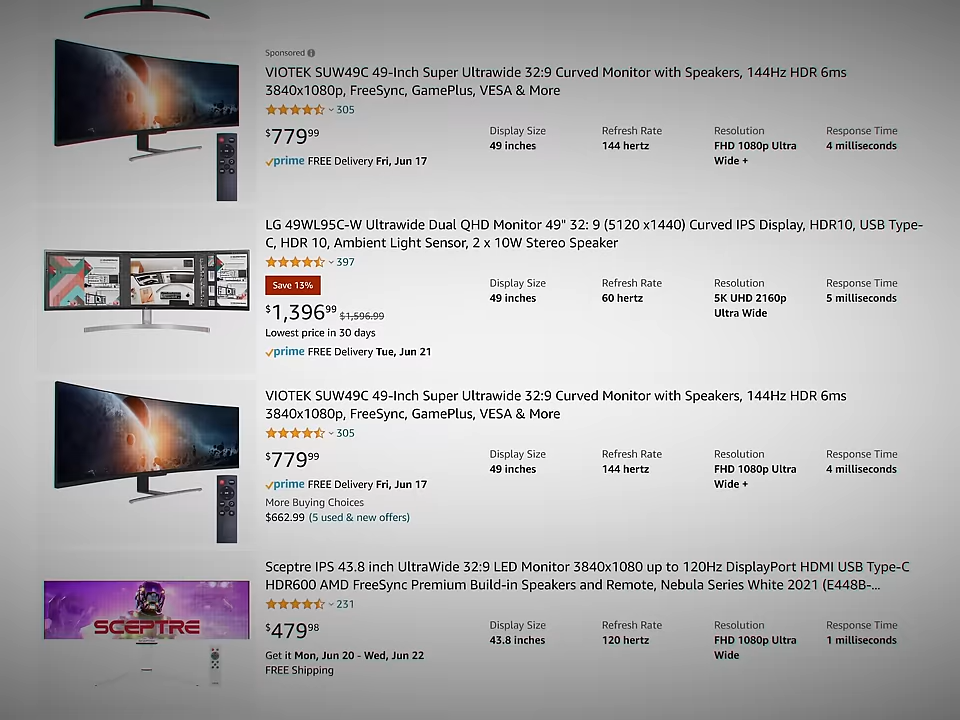 Sponsored
VIOTEK SUW49C 49-Inch Super Ultrawide 32:9 Curved Monitor with Speakers, 144Hz HDR 6ms
3840x1080p, FreeSync, GamePlus, VESA & More
305
$779.99
prime FREE Delivery Fri, Jun 17
Display Size
49 inches
Refresh Rate
144 hertz
Resolution
FHD 1080p Ultra
Wide +
Response Time
4 milliseconds
LG 49WL95C-W Ultrawide Dual QHD Monitor 49" 32: 9 (5120 x1440) Curved IPS Display, HDR10, USB Type-
C, HDR 10, Ambient Light Sensor, 2 x 10W Stereo Speaker
397
Save 13%
$1,396.99 $1,596.99
Lowest price in 30 days
prime FREE Delivery Tue, Jun 21
Display Size
49 inches
Refresh Rate
60 hertz
Resolution
5K UHD 2160p
Ultra Wide
Response Time
5 milliseconds
VIOTEK SUW49C 49-Inch Super Ultrawide 32:9 Curved Monitor with Speakers, 144Hz HDR 6ms
3840x1080p, FreeSync, GamePlus, VESA & More
305
$779.99
prime FREE Delivery Fri, Jun 17
More Buying Choices
$662.99 (5 used & new offers)
Display Size
49 inches
Refresh Rate
144 hertz
Resolution
FHD 1080p Ultra
Wide +
Response Time
4 milliseconds
SCEPTRE
Sceptre IPS 43.8 inch UltraWide 32:9 LED Monitor 3840x1080 up to 120Hz DisplayPort HDMI USB Type-C
HDR600 AMD FreeSync Premium Build-in Speakers and Remote, Nebula Series White 2021 (E448B-...
231
$479.98
Get it Mon, Jun 20 - Wed, Jun 22
FREE Shipping
Display Size
43.8 inches
Refresh Rate
120 hertz
Resolution
FHD 1080p Ultra
Wide
Response Time
1 milliseconds